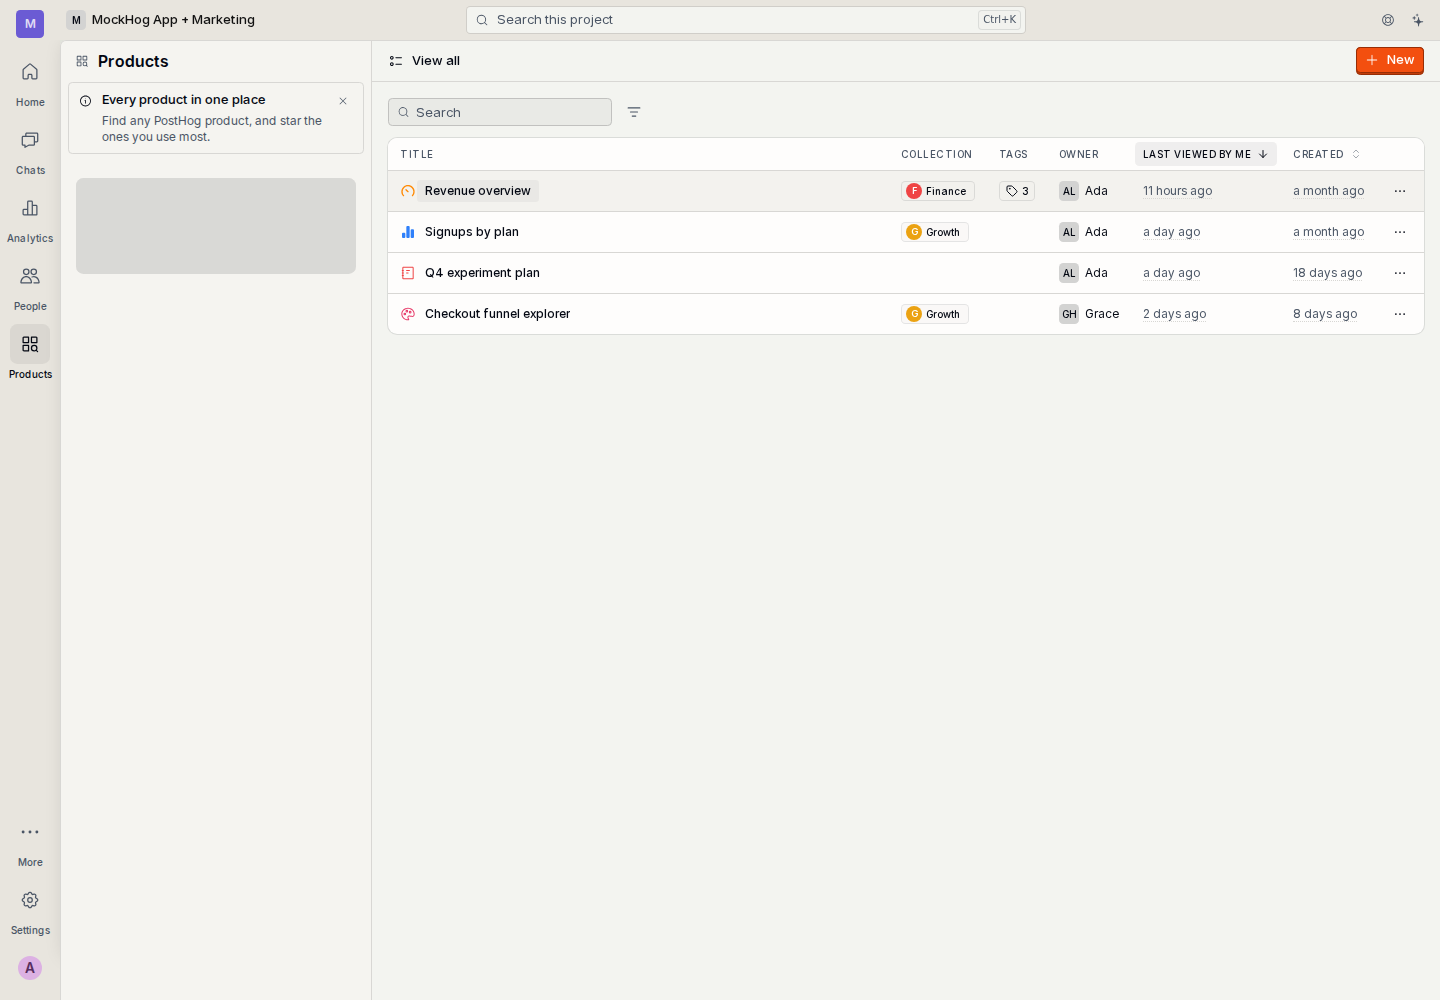 M
M MockHog App + Marketing
Search this project
Ctrl+K
Home
Chats
Analytics
People
Products
More
Settings
A
Products
Every product in one place
Find any PostHog product, and star the
ones you use most.
View all
New
Search
TITLE COLLECTION TAGS OWNER LAST VIEWED BY ME CREATED
Revenue overview F Finance 3 AL Ada 11 hours ago a month ago
Signups by plan G Growth AL Ada a day ago a month ago
Q4 experiment plan AL Ada a day ago 18 days ago
Checkout funnel explorer G Growth GH Grace 2 days ago 8 days ago